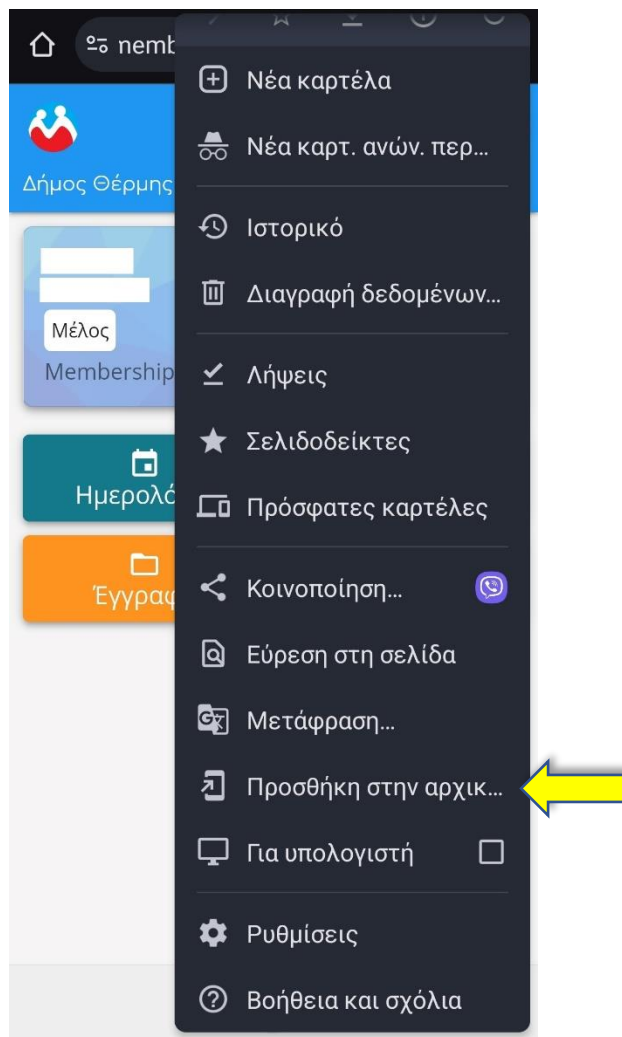 nemb
Δήμος Θέρμης
Μέλος
Membership
Ημερολό
Έγγραφ
Νέα καρτέλα
Νέα καρτ. ανών. περ...
Ιστορικό
Διαγραφή δεδομένων...
Λήψεις
Σελιδοδείκτες
Πρόσφατες καρτέλες
Κοινοποίηση...
Εύρεση στη σελίδα
Μετάφραση...
Προσθήκη στην αρχικ...
Για υπολογιστή
Ρυθμίσεις
Βοήθεια και σχόλια